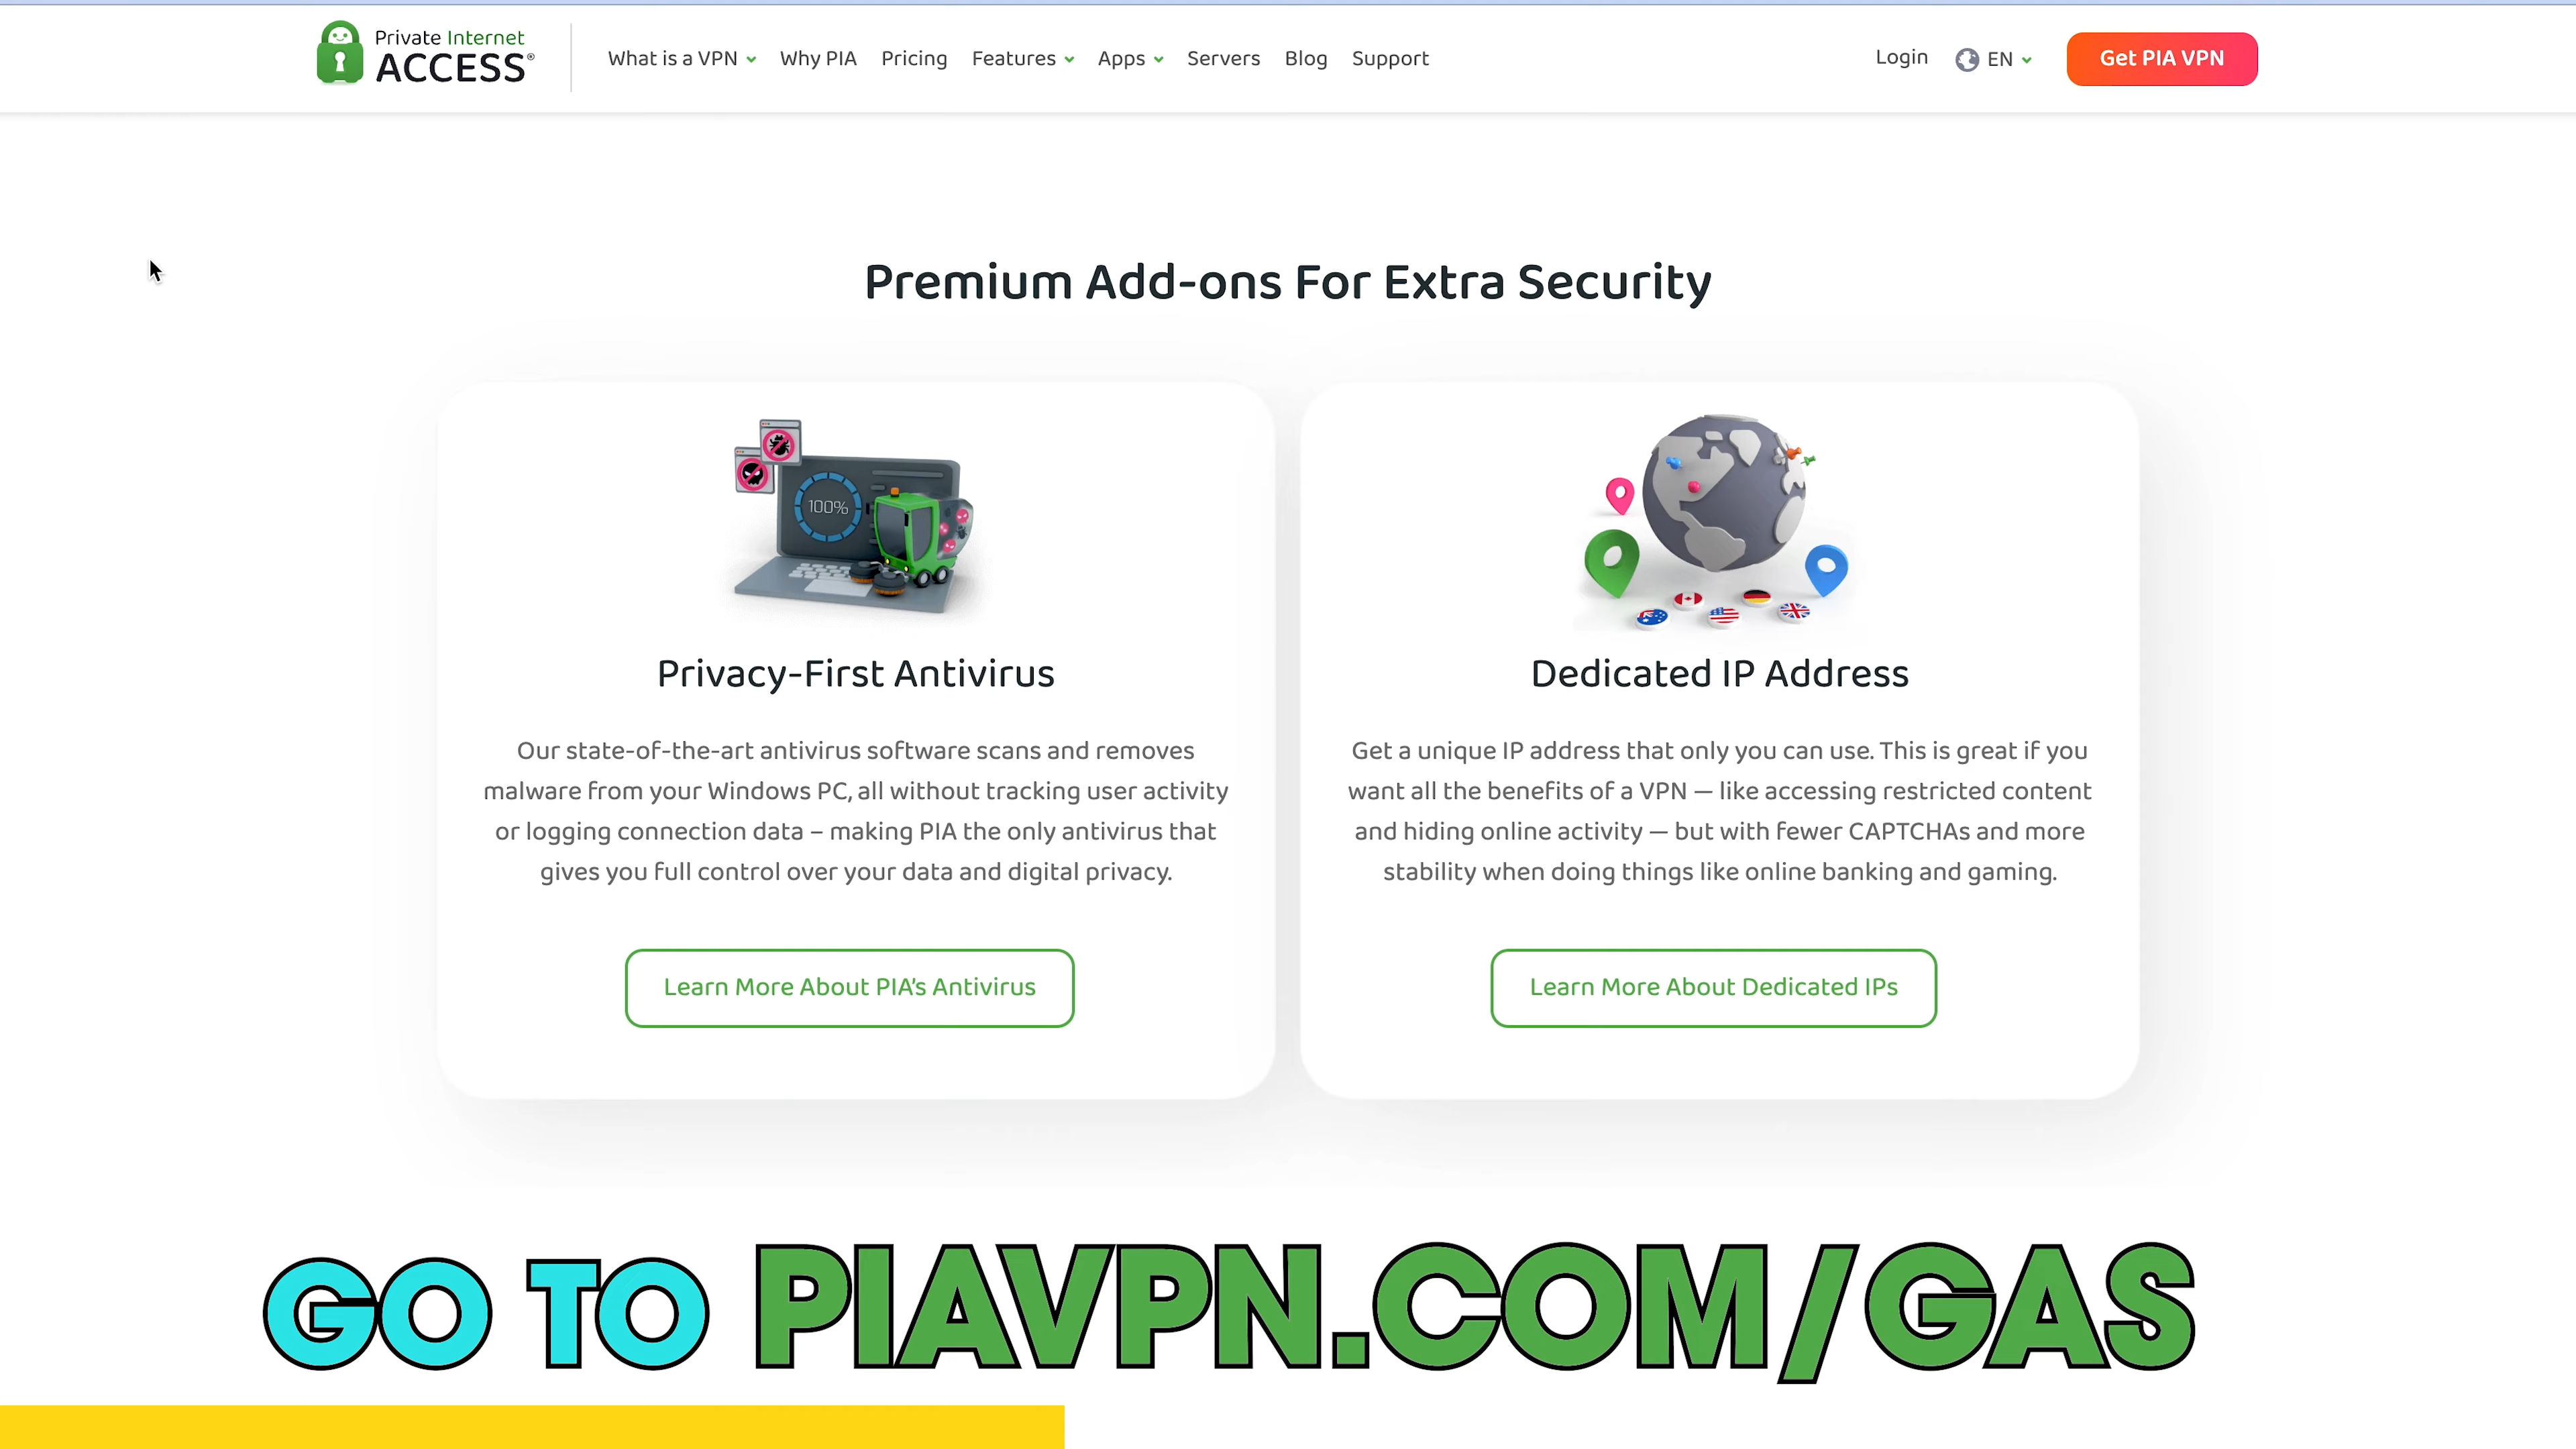 Private Internet
ACCESS®
What is a VPN
Why PIA
Pricing
Features
Apps
Servers
Blog
Support
Login
EN
Get PIA VPN
Premium Add-ons For Extra Security
100%
Privacy-First Antivirus
Our state-of-the-art antivirus software scans and removes
malware from your Windows PC, all without tracking user activity
or logging connection data – making PIA the only antivirus that
gives you full control over your data and digital privacy.
Learn More About PIA's Antivirus
Dedicated IP Address
Get a unique IP address that only you can use. This is great if you
want all the benefits of a VPN — like accessing restricted content
and hiding online activity — but with fewer CAPTCHAs and more
stability when doing things like online banking and gaming.
Learn More About Dedicated IPs
GO TO PIAVPN.COM/GAS